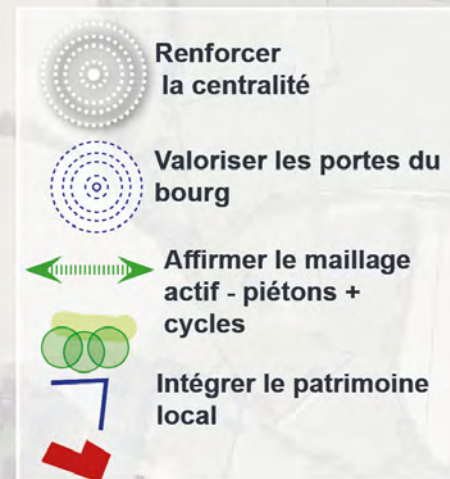 Renforcer
la centralité
Valoriser les portes du
bourg
Affirmer le maillage
actif - piétons +
cycles
Intégrer le patrimoine
local